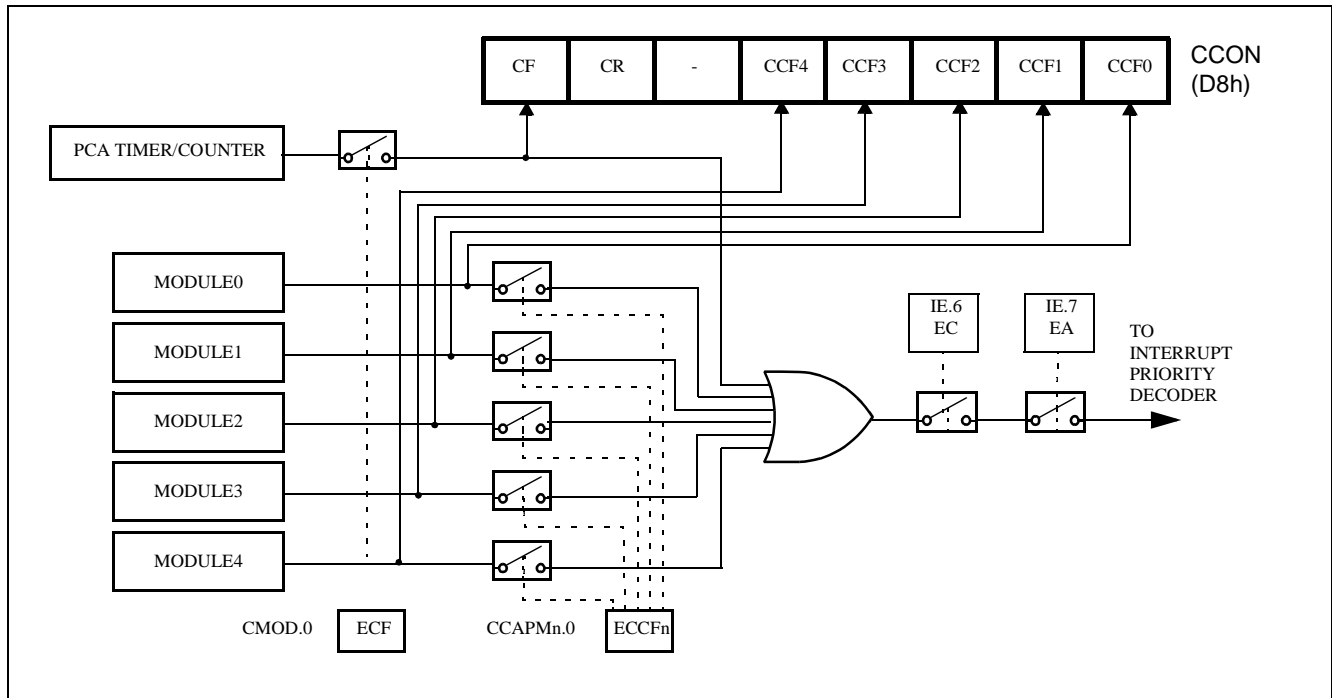 CF CR - CCF4 CCF3 CCF2 CCF1 CCF0
CCON
(D8h)
PCA TIMER/COUNTER
MODULE0
MODULE1
MODULE2
MODULE3
MODULE4
IE.6
EC
IE.7
EA
TO
INTERRUPT
PRIORITY
DECODER
CMOD.0 ECF CCAPMn.0 ECCFn